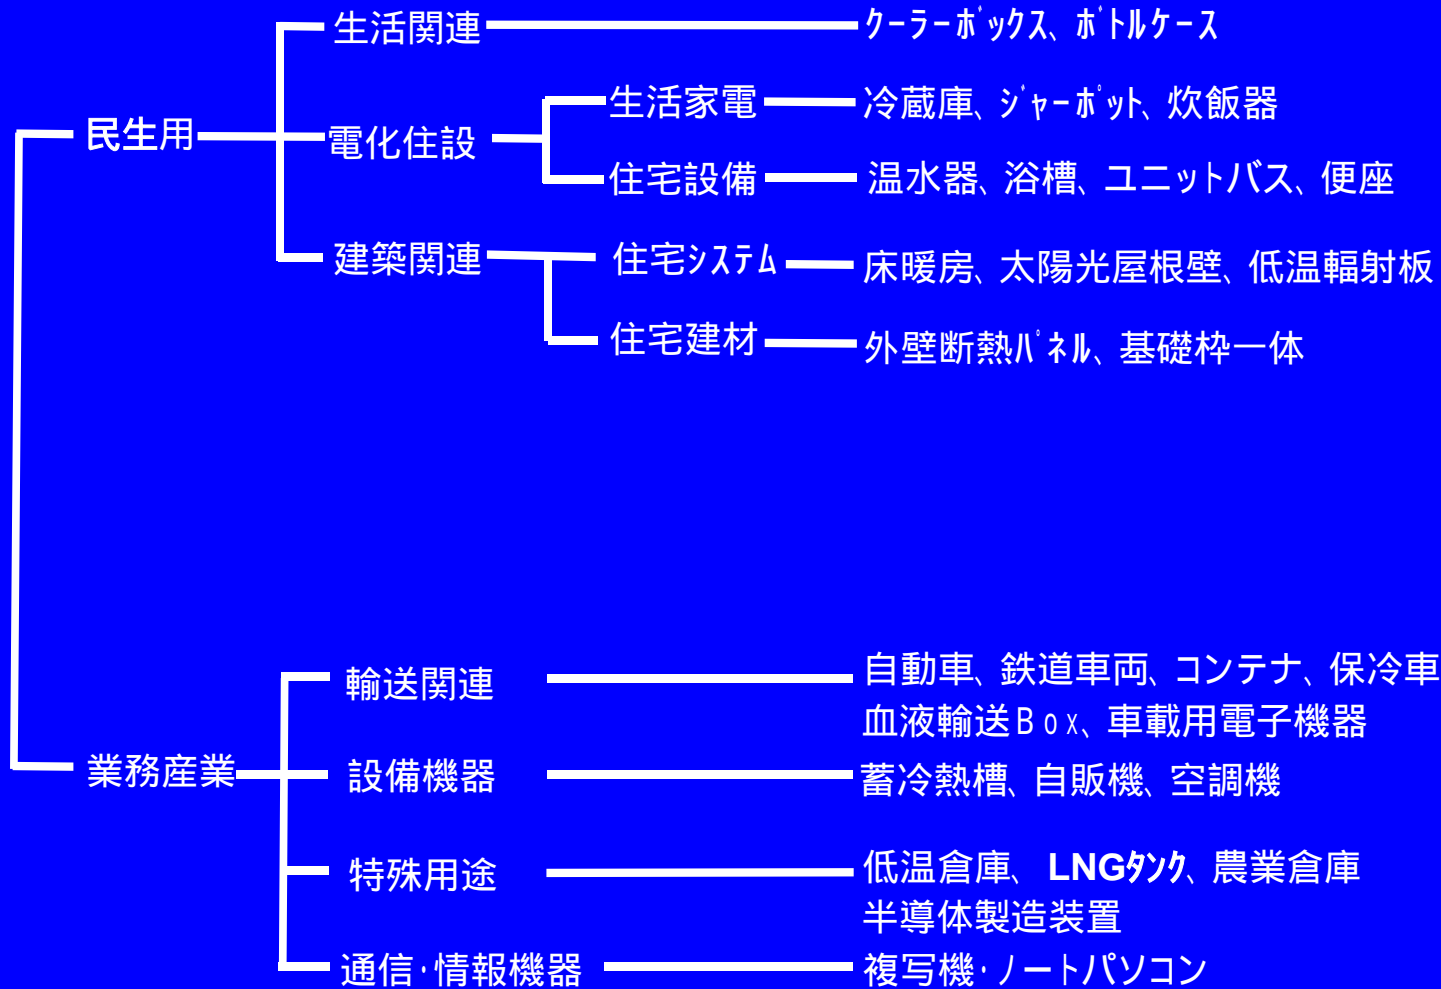 生活関連 ｸｰﾗｰﾎﾞｯｸｽ、ﾎﾞﾄﾙｹｰｽ
民生用
電化住設
生活家電 冷蔵庫、ｼﾞｬｰﾎﾟｯﾄ、炊飯器
住宅設備 温水器、浴槽、ユニットバス、便座
建築関連
住宅ｼｽﾃﾑ 床暖房、太陽光屋根壁、低温輻射板
住宅建材 外壁断熱ﾊﾟﾈﾙ、基礎枠一体
業務産業
輸送関連 自動車、鉄道車両、コンテナ、保冷車
血液輸送Ｂｏｘ、車載用電子機器
設備機器 蓄冷熱槽、自販機、空調機
特殊用途 低温倉庫、LNGﾀﾝｸ、農業倉庫
半導体製造装置
通信・情報機器 複写機・ノートパソコン